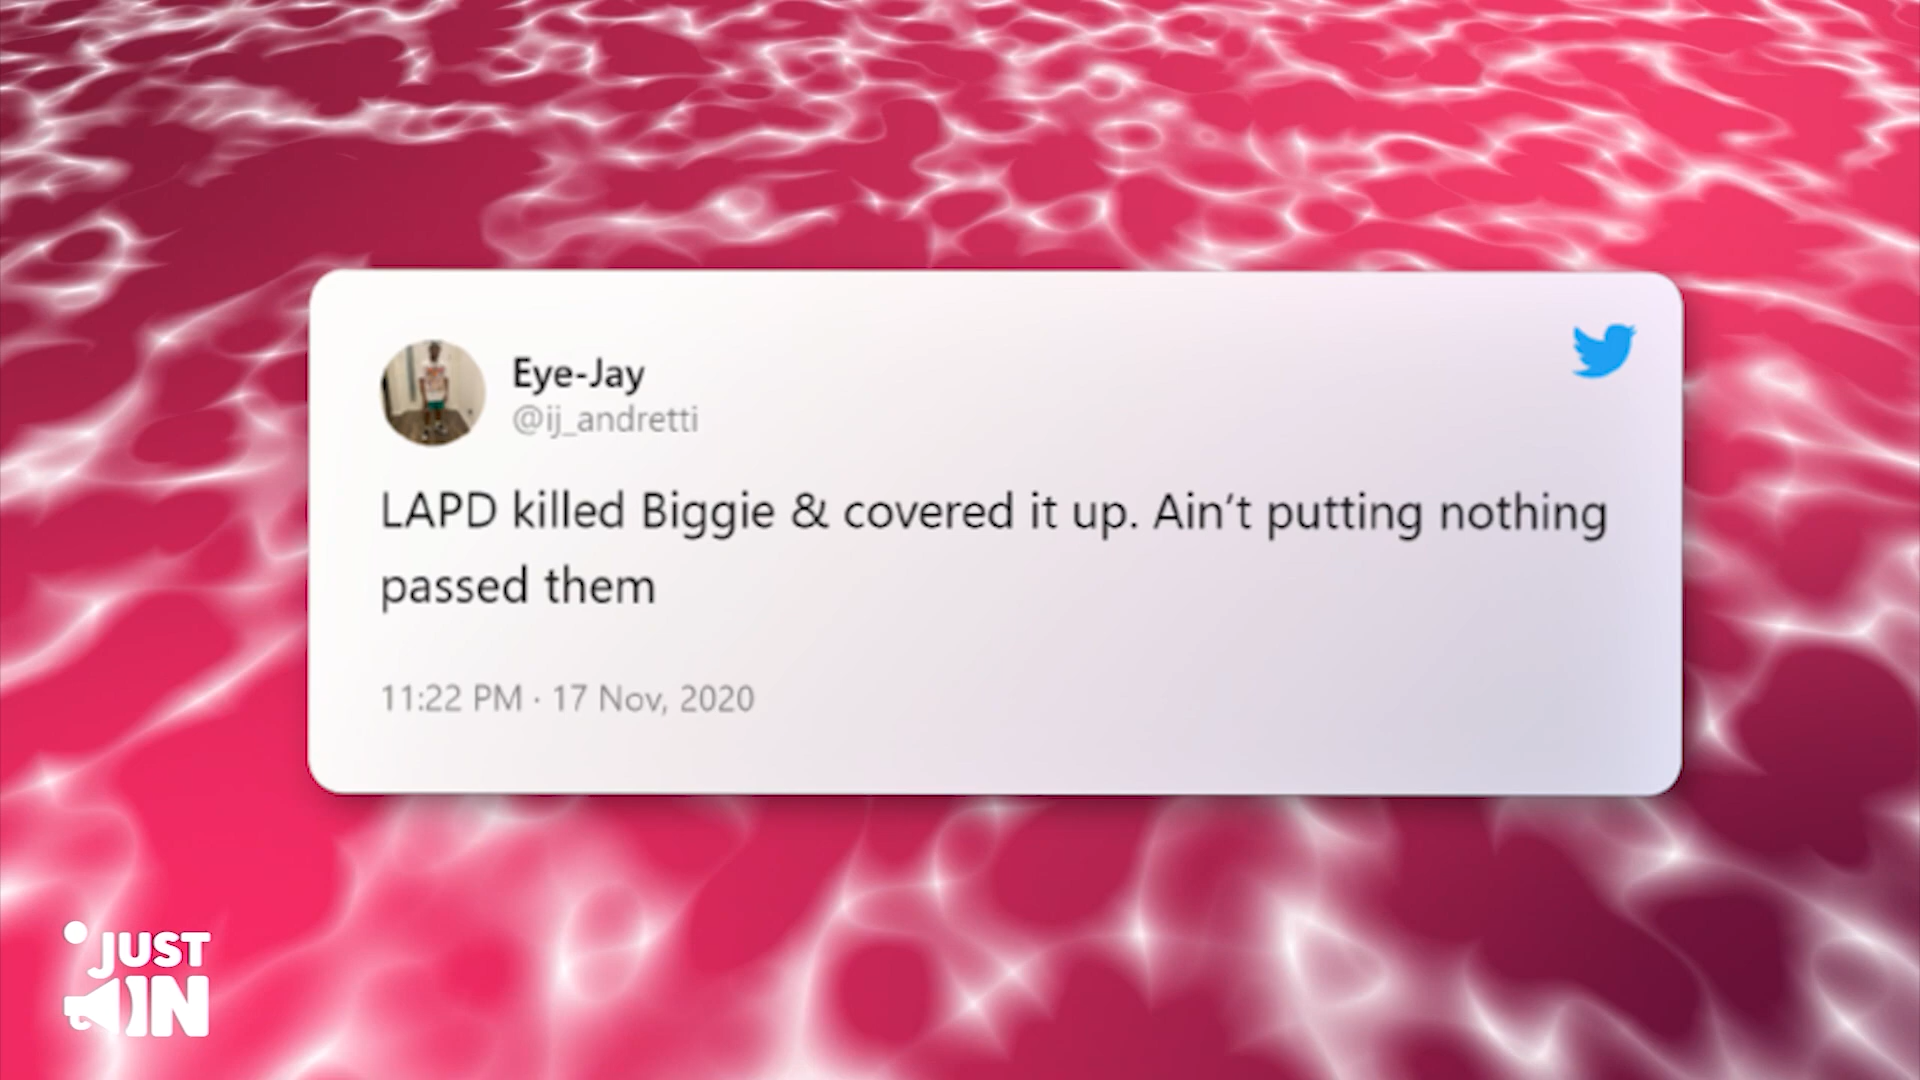 Eye-Jay
@ij_andretti
LAPD killed Biggie & covered it up. Ain't putting nothing
passed them
11:22 PM · 17 Nov, 2020
JUST
IN